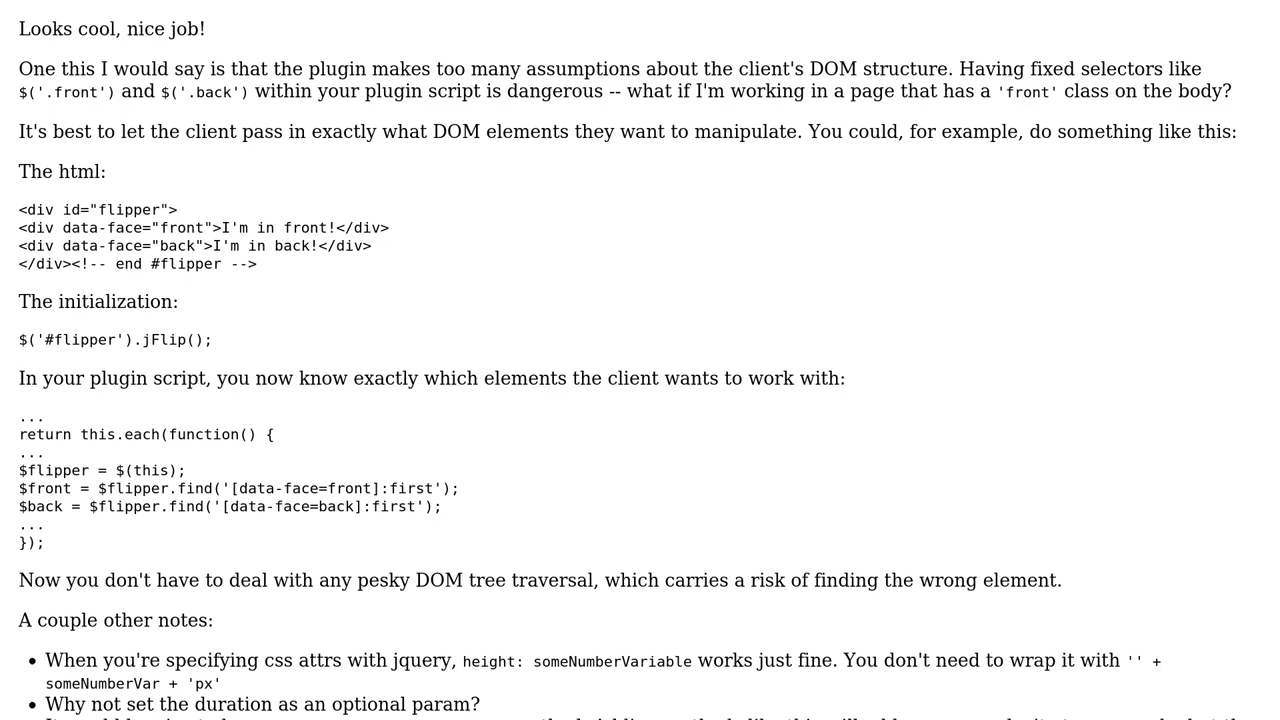 Looks cool, nice job!
One this I would say is that the plugin makes too many assumptions about the client's DOM structure. Having fixed selectors like
$('.front') and $('.back') within your plugin script is dangerous -- what if I'm working in a page that has a 'front' class on the body?
It's best to let the client pass in exactly what DOM elements they want to manipulate. You could, for example, do something like this:
The html:
<div id="flipper">
<div data-face="front">I'm in front!</div>
<div data-face="back">I'm in back!</div>
</div><!-- end #flipper -->
The initialization:
$('#flipper').jFlip();
In your plugin script, you now know exactly which elements the client wants to work with:
...
return this.each(function() {
...
$flipper = $(this);
$front = $flipper.find('[data-face=front]:first');
$back = $flipper.find('[data-face=back]:first');
...
});
Now you don't have to deal with any pesky DOM tree traversal, which carries a risk of finding the wrong element.
A couple other notes:
• When you're specifying css attrs with jquery, height: someNumberVariable works just fine. You don't need to wrap it with '' +
someNumberVar + 'px'
• Why not set the duration as an optional param?